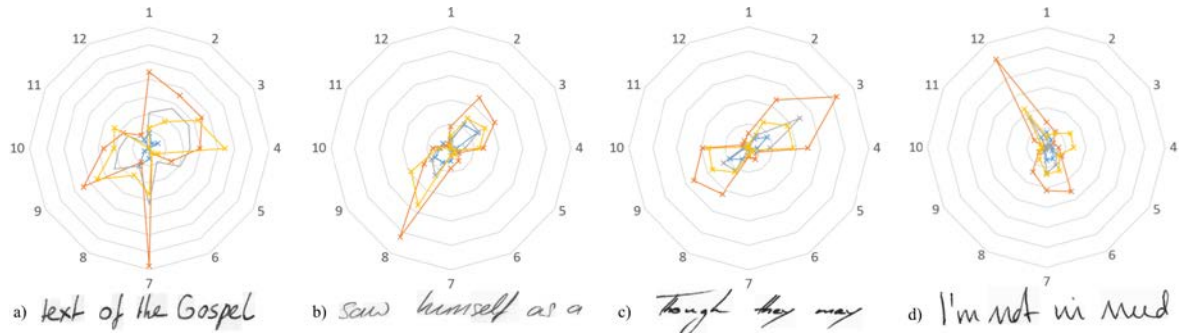 1 2 3 4 5 6 7 8 9 10 11 12
1 2 3 4 5 6 7 8 9 10 11 12
1 2 3 4 5 6 7 8 9 10 11 12
1 2 3 4 5 6 7 8 9 10 11 12
a) text of the Gospel
b) saw himself as a
c) Though they may
d) I'm not in need